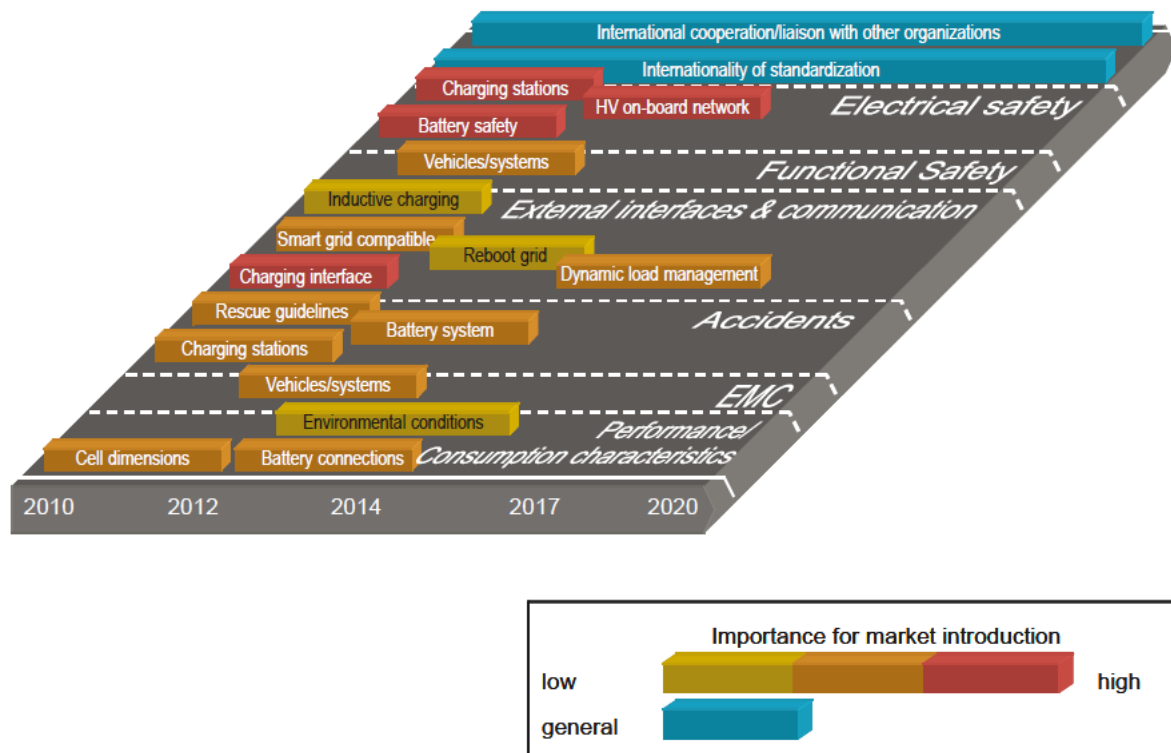 International cooperation/liaison with other organizations
Internationality of standardization
Charging stations
HV on-board network
Electrical safety
Battery safety
Vehicles/systems
Functional Safety
Inductive charging
External interfaces & communication
Smart grid compatible
Reboot grid
Charging interface
Dynamic load management
Rescue guidelines
Battery system
Accidents
Charging stations
Vehicles/systems
EMC
Environmental conditions
Performance/
Consumption characteristics
Cell dimensions
Battery connections
2010 2012 2014 2017 2020
Importance for market introduction
low high
general